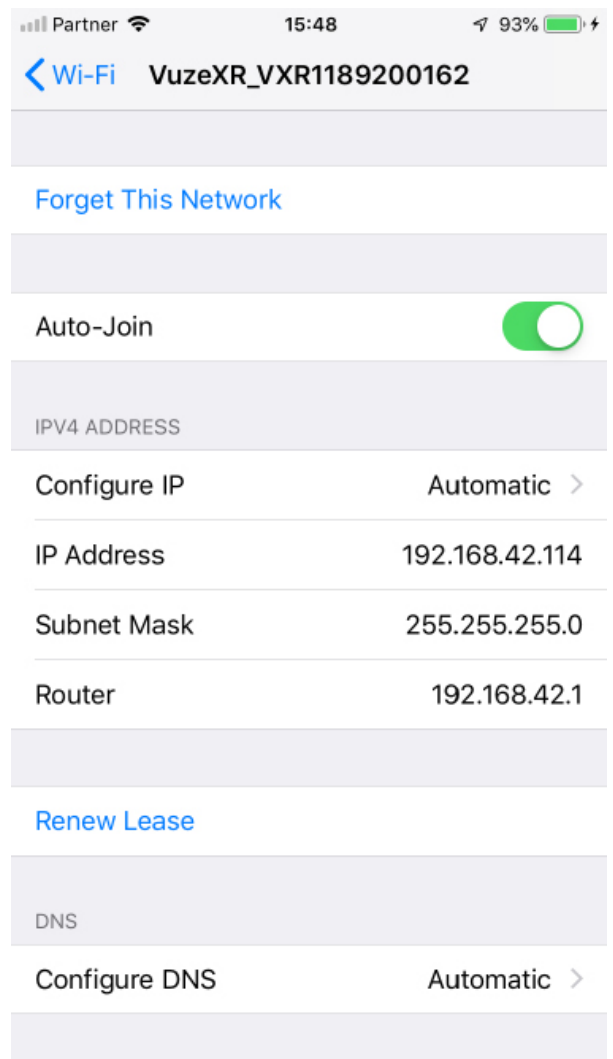 Partner 15:48 93%
Wi-Fi VuzeXR_VXR1189200162
Forget This Network
Auto-Join
IPV4 ADDRESS
Configure IP Automatic
IP Address 192.168.42.114
Subnet Mask 255.255.255.0
Router 192.168.42.1
Renew Lease
DNS
Configure DNS Automatic